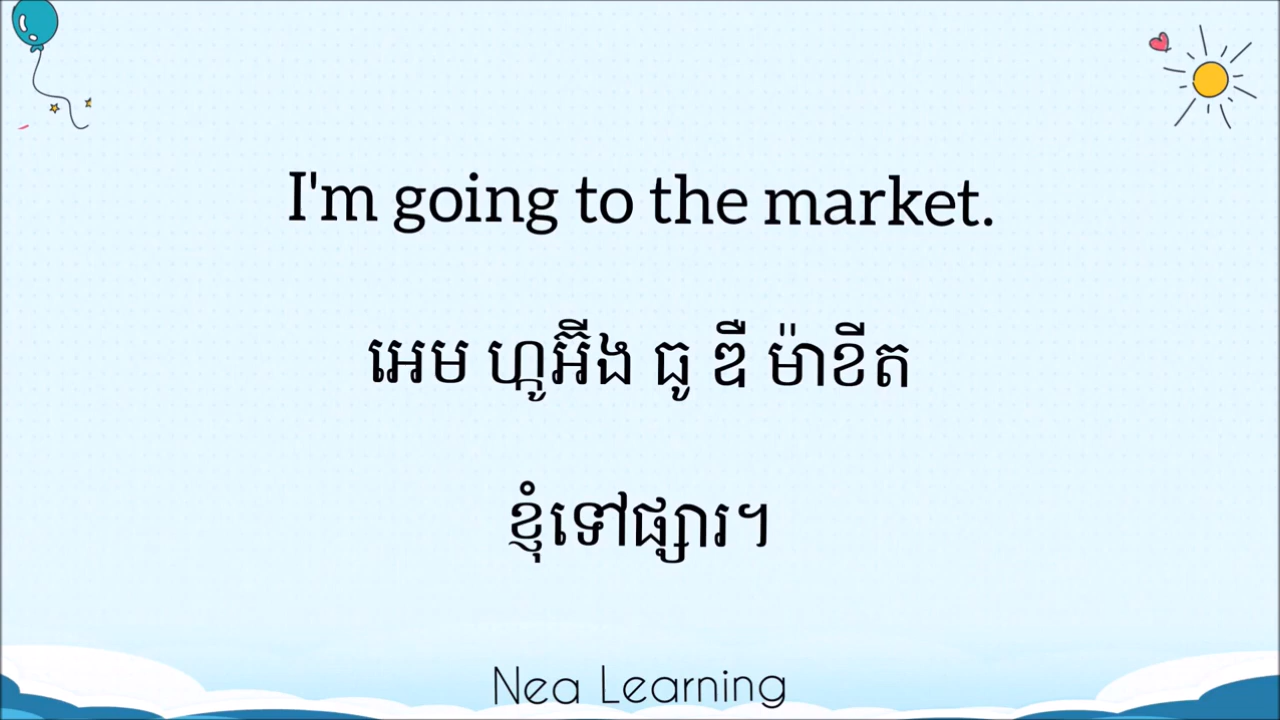 I'm going to the market.
អេម ហ្គូអ៊ីង ធូ ឌឺ ម៉ាខីត
ខ្ញុំទៅផ្សារ។
Nea Learning